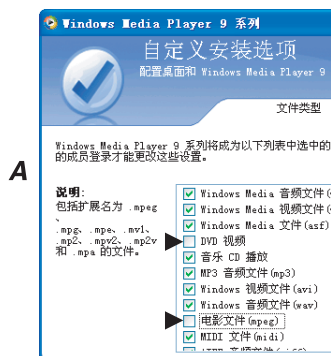 Windows Media Player 9 系列
自定义安装选项
配置桌面和 Windows Media Player 9
文件类型
Windows Media Player 9 系列将成为以下列表中选中的
的成员登录才能更改这些设置。
A
说明:
包括扩展名为 .mpeg
、
.mpg、.mpe、.mv1、
.mp2、.mpv2、.mp2v
和 .mpa 的文件。
Windows Media 音频文件(
Windows Media 视频文件(
Windows Media 文件(asf)
DVD 视频
音乐 CD 播放
MP3 音频文件(mp3)
Windows 视频文件(avi)
Windows 音频文件(wav)
电影文件(mpeg)
MIDI 文件(midi)